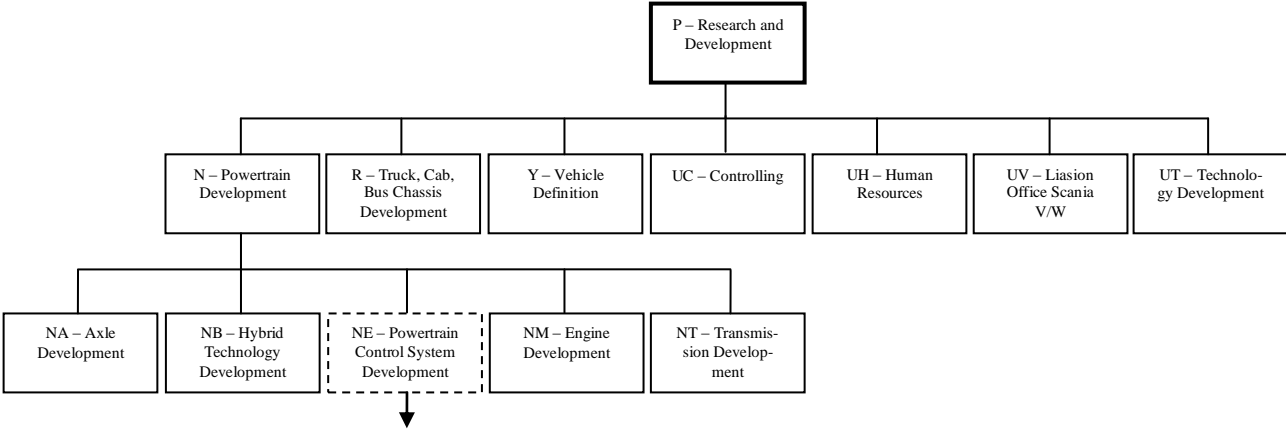 P – Research and
Development
N – Powertrain
Development
R – Truck, Cab,
Bus Chassis
Development
Y – Vehicle
Definition
UC – Controlling
UH – Human
Resources
UV – Liasion
Office Scania
V/W
UT – Technolo-
gy Development
NA – Axle
Development
NB – Hybrid
Technology
Development
NE – Powertrain
Control System
Development
NM – Engine
Development
NT – Transmis-
sion Develop-
ment